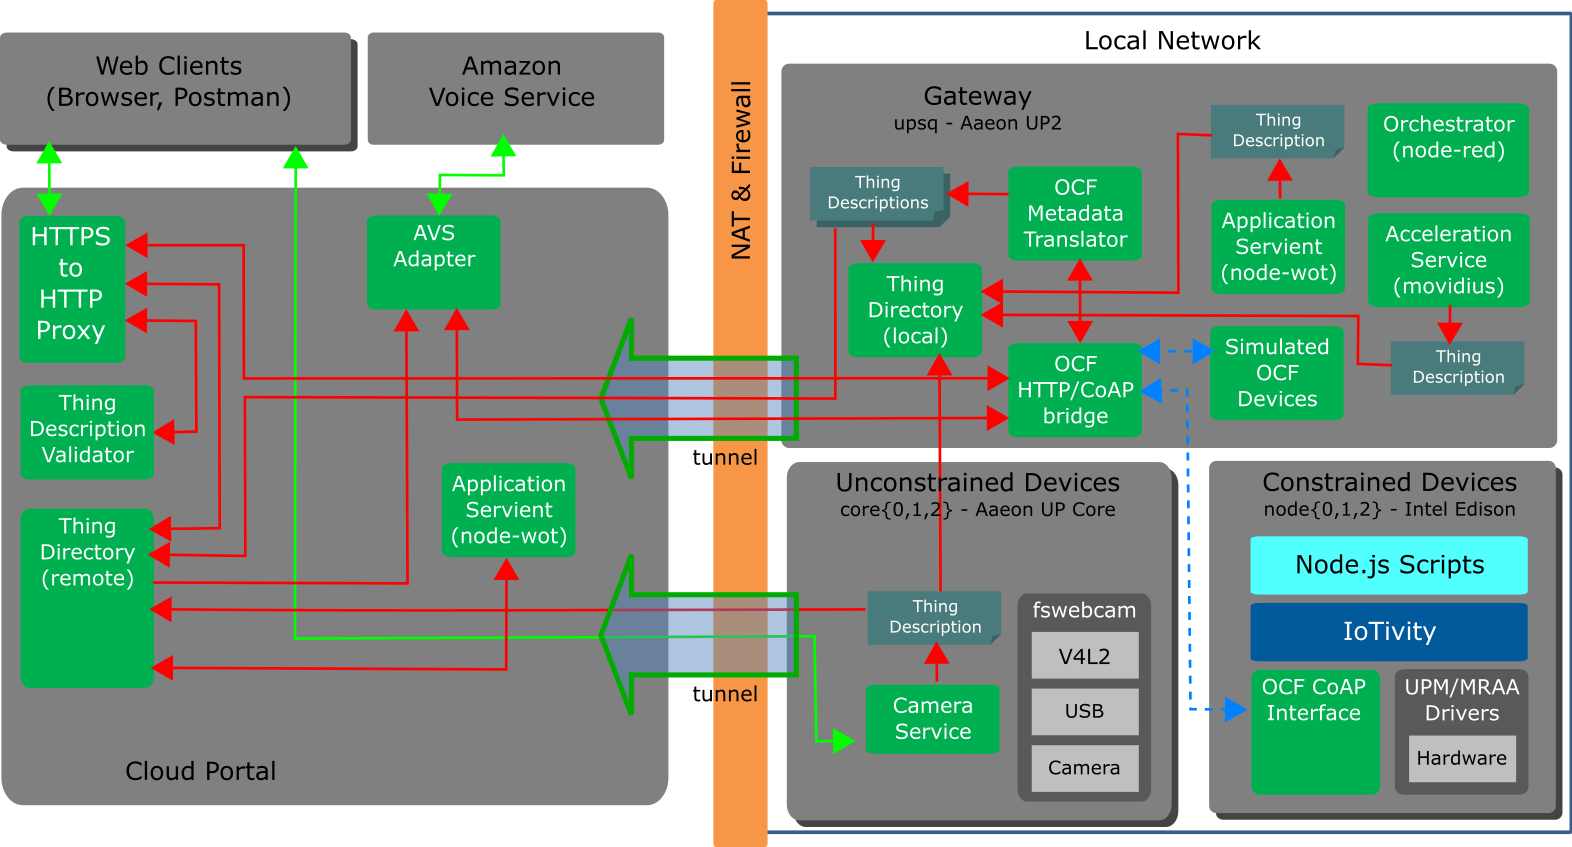 Web Clients
(Browser, Postman)
Amazon
Voice Service
HTTPS
to
HTTP
Proxy
AVS
Adapter
Thing
Description
Validator
Thing
Directory
(remote)
Application
Servient
(node-wot)
Cloud Portal
NAT & Firewall
tunnel
tunnel
Local Network
Gateway
upsq - Aaeon UP2
Thing
Descriptions
OCF
Metadata
Translator
Thing
Description
Application
Servient
(node-wot)
Orchestrator
(node-red)
Acceleration
Service
(movidius)
Thing
Description
Thing
Directory
(local)
OCF
HTTP/CoAP
bridge
Simulated
OCF
Devices
Unconstrained Devices
core{0,1,2} - Aaeon UP Core
Thing
Description
Camera
Service
fswebcam
V4L2
USB
Camera
Constrained Devices
node{0,1,2} - Intel Edison
Node.js Scripts
IoTivity
OCF CoAP
Interface
UPM/MRAA
Drivers
Hardware